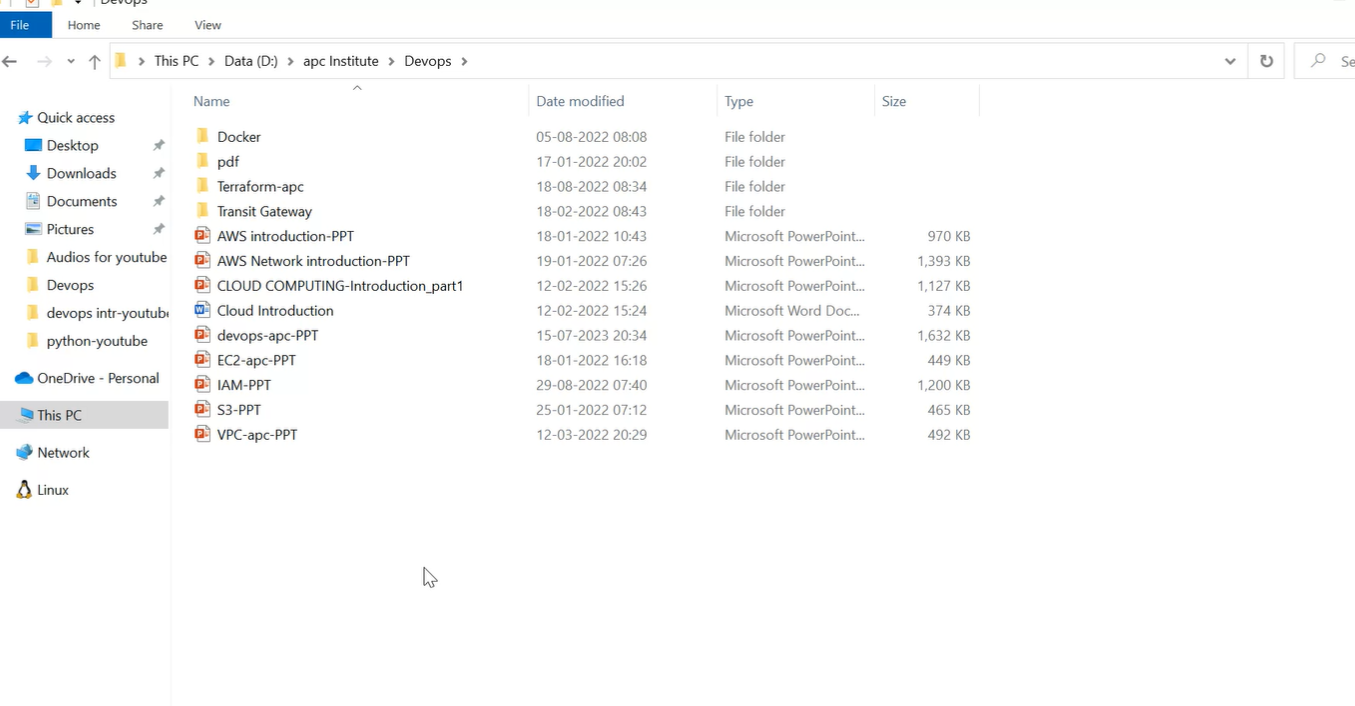 Devops
File Home Share View
This PC Data (D:) apc Institute Devops Se
Name Date modified Type Size
Quick access
Desktop
Downloads
Documents
Pictures
Audios for youtube
Devops
devops intr-youtube
python-youtube
OneDrive - Personal
This PC
Network
Linux
Docker 05-08-2022 08:08 File folder
pdf 17-01-2022 20:02 File folder
Terraform-apc 18-08-2022 08:34 File folder
Transit Gateway 18-02-2022 08:43 File folder
AWS introduction-PPT 18-01-2022 10:43 Microsoft PowerPoint... 970 KB
AWS Network introduction-PPT 19-01-2022 07:26 Microsoft PowerPoint... 1,393 KB
CLOUD COMPUTING-Introduction_part1 12-02-2022 15:26 Microsoft PowerPoint... 1,127 KB
Cloud Introduction 12-02-2022 15:24 Microsoft Word Doc... 374 KB
devops-apc-PPT 15-07-2023 20:34 Microsoft PowerPoint... 1,632 KB
EC2-apc-PPT 18-01-2022 16:18 Microsoft PowerPoint... 449 KB
IAM-PPT 29-08-2022 07:40 Microsoft PowerPoint... 1,200 KB
S3-PPT 25-01-2022 07:12 Microsoft PowerPoint... 465 KB
VPC-apc-PPT 12-03-2022 20:29 Microsoft PowerPoint... 492 KB